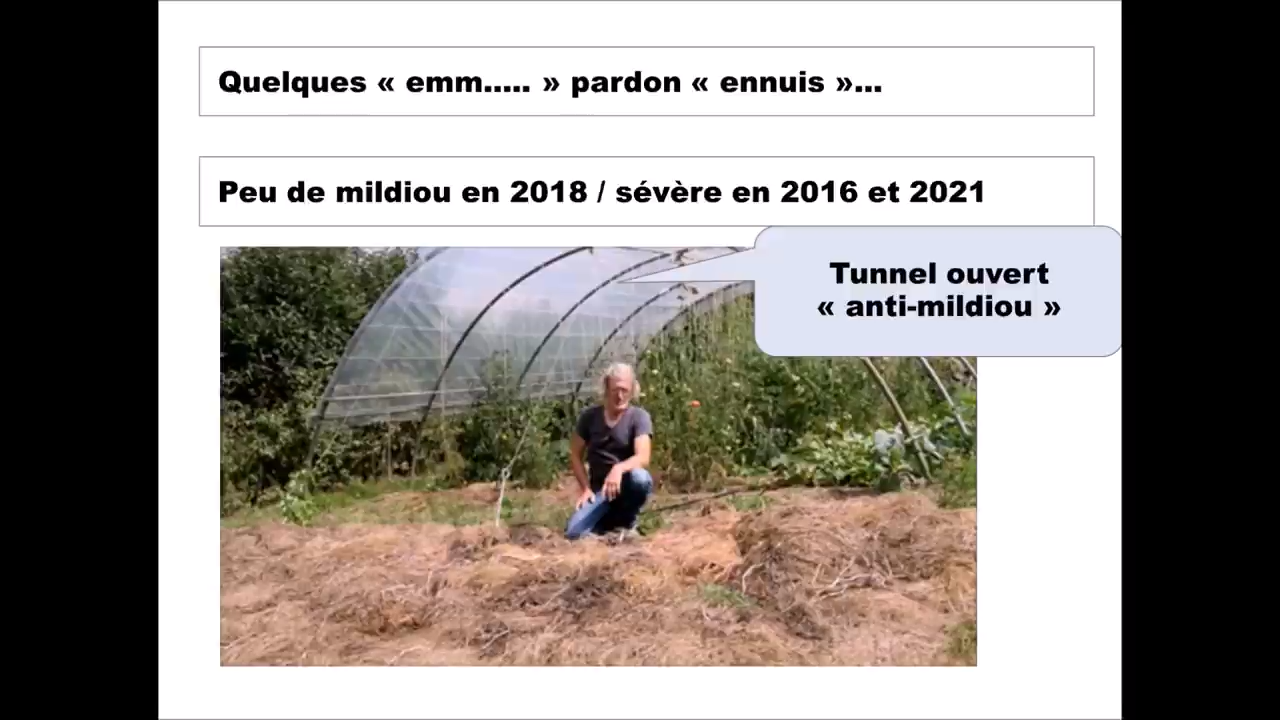 Quelques « emm..... » pardon « ennuis »...
Peu de mildiou en 2018 / sévère en 2016 et 2021
Tunnel ouvert
« anti-mildiou »